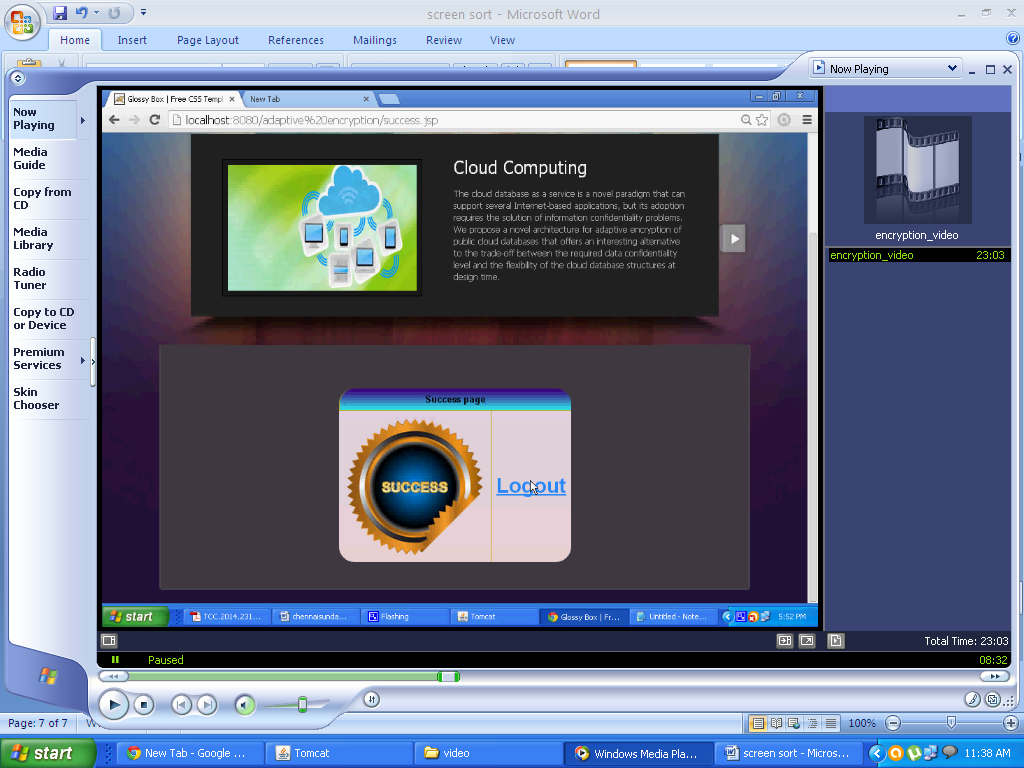 screen sort - Microsoft Word
Home
Insert
Page Layout
References
Mailings
Review
View
Now Playing
Now
Playing
Media
Guide
Copy from
CD
Media
Library
Radio
Tuner
Copy to CD
or Device
Premium
Services
Skin
Chooser
Glossy Box | Free CSS Templ
New Tab
localhost:8080/adaptive%20encryption/success.jsp
Cloud Computing
The cloud database as a service is a novel paradigm that can
support several Internet-based applications, but its adoption
requires the solution of information confidentiality problems.
We propose a novel architecture for adaptive encryption of
public cloud databases that offers an interesting alternative
to the trade-off between the required data confidentiality
level and the flexibility of the cloud database structures at
design time.
Success page
SUCCESS
Logout
start
TCC.2014.231...
chennaisunda...
Flashing
Tomcat
Glossy Box | Fr...
Untitled - Note...
5:52 PM
encryption_video
encryption_video 23:03
Total Time: 23:03
Paused
08:32
Page: 7 of 7
100%
start
New Tab - Google ...
Tomcat
video
Windows Media Pla...
screen sort - Micros...
11:38 AM